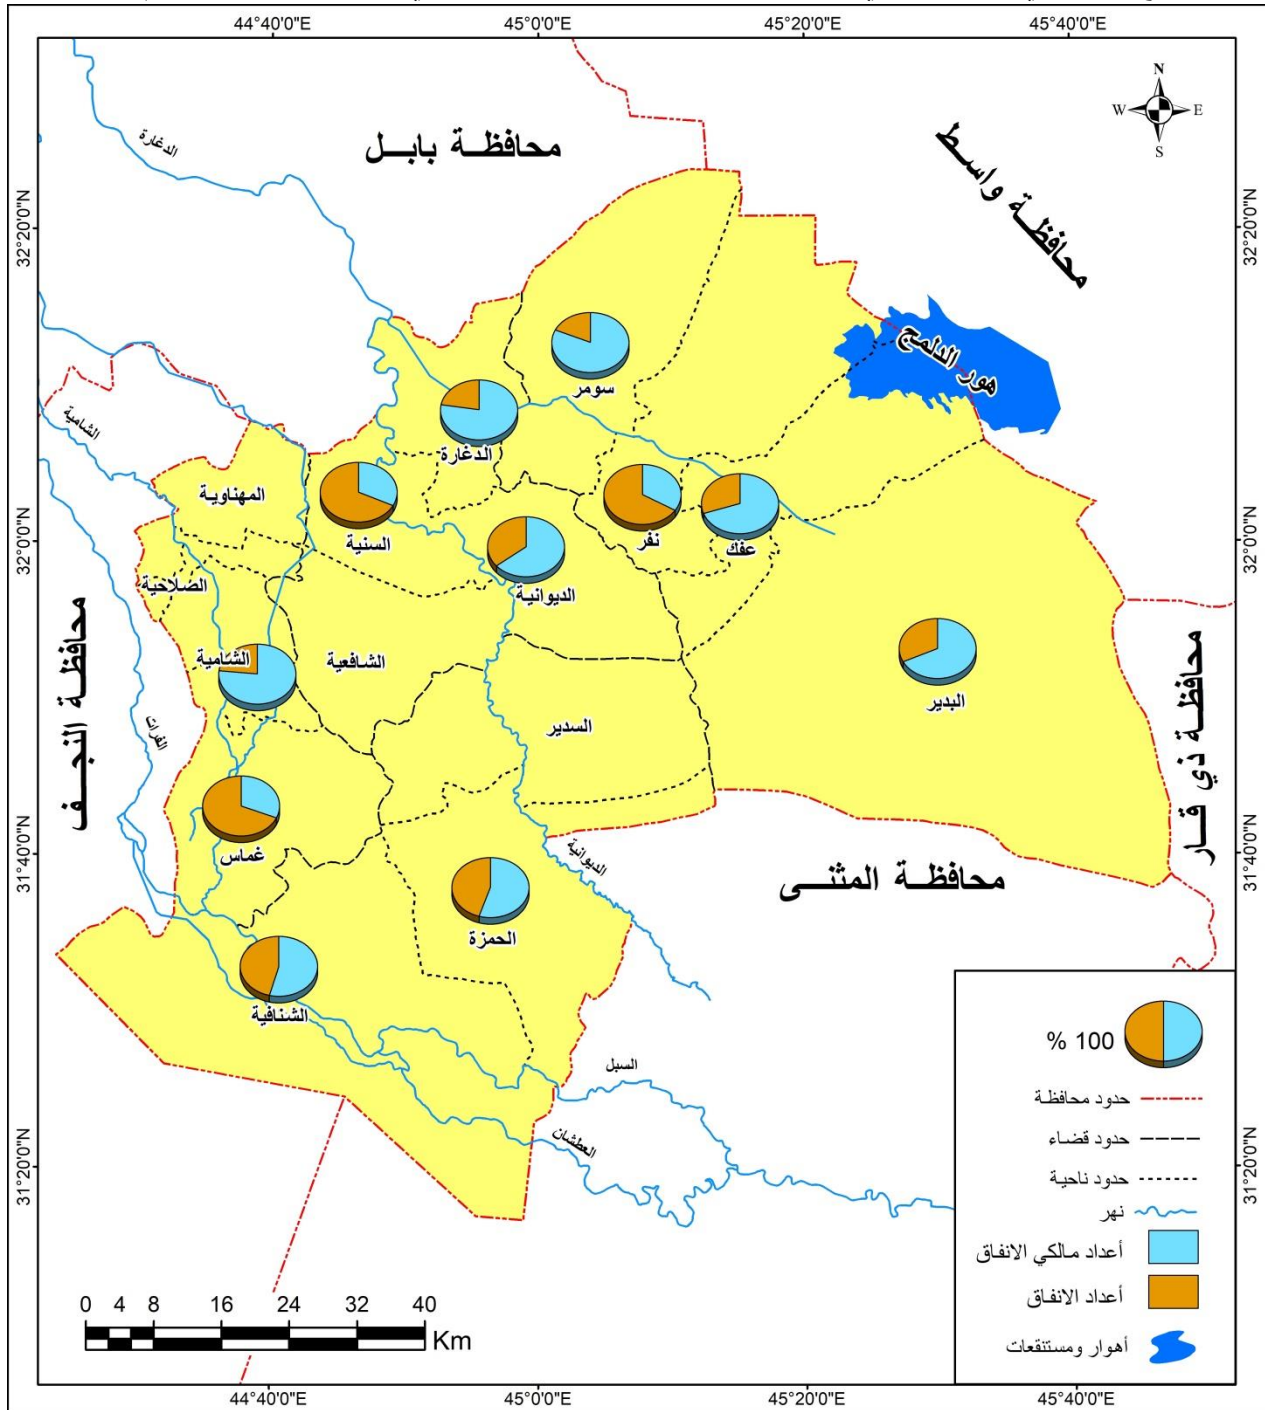 44°40'0"E 45°0'0"E 45°20'0"E 45°40'0"E
32°20'0"N
32°0'0"N
31°40'0"N
31°20'0"N
32°20'0"N
32°0'0"N
31°40'0"N
31°20'0"N
N
W E
S
محافظة بابل
محافظة واسط
محافظة النجف
محافظة ذي قار
محافظة المثنى
هور الدلمج
الدغارة
الشامية
الفرات
الديوانية
السبل
العطشان
سومر
الدغارة
المهناوية
السنية
نفر
عفك
الديوانية
الصلاحية
الشامية
الشافعية
البدير
السدير
غماس
الحمزة
الشنافية
% 100
حدود محافظة
حدود قضاء
حدود ناحية
نهر
أعداد مالكي الانفاق
أعداد الانفاق
أهوار ومستنقعات
0 4 8 16 24 32 40
Km
44°40'0"E 45°0'0"E 45°20'0"E 45°40'0"E